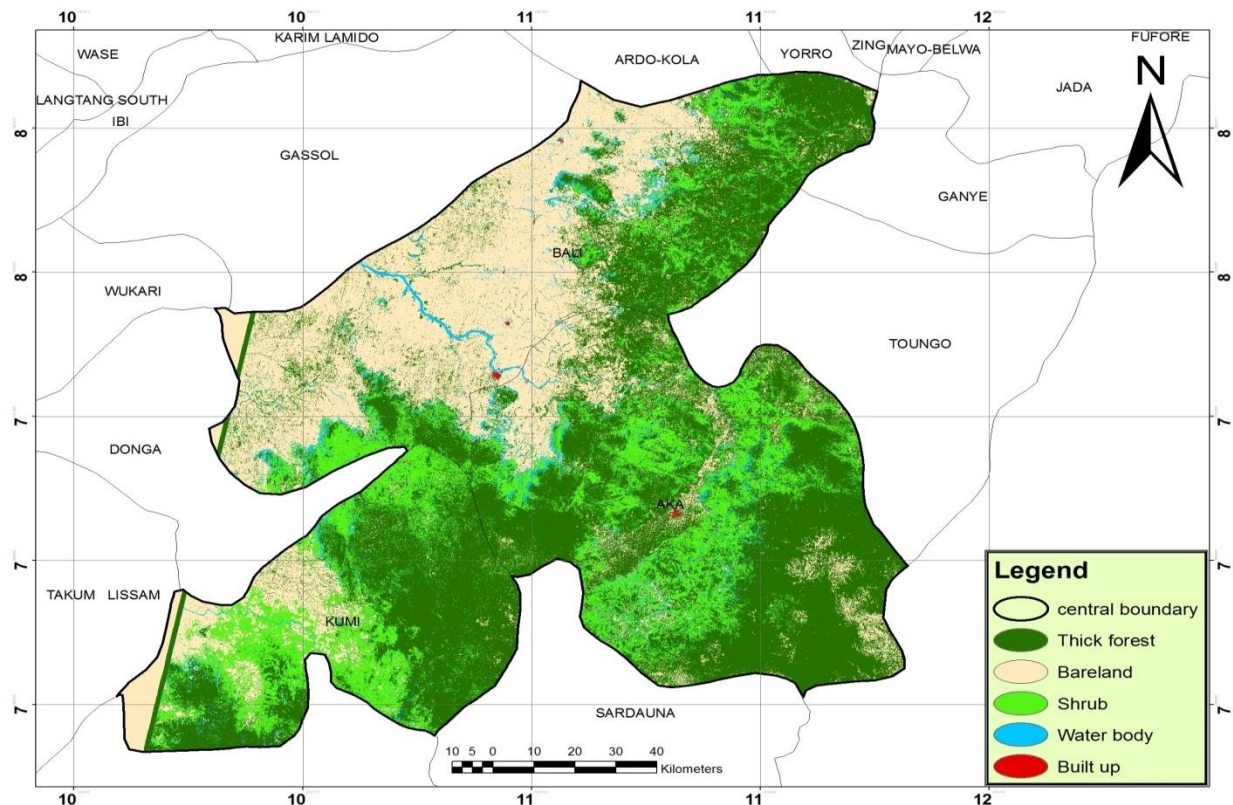 10 10 11 11 12
KARIM LAMIDO
FUFORE
WASE
ZING
YORRO
MAYO-BELWA
ARDO-KOLA
N
JADA
LANGTANG SOUTH
IBI
8 8
GASSOL
GANYE
BALI
8 8
WUKARI
TOUNGO
7 7
DONGA
AKA
7 7
TAKUM LISSAM
KUMI
Legend
central boundary
Thick forest
Bareland
Shrub
Water body
Built up
7 7
SARDAUNA
10 5 0 10 20 30 40
Kilometers
10 10 11 11 12